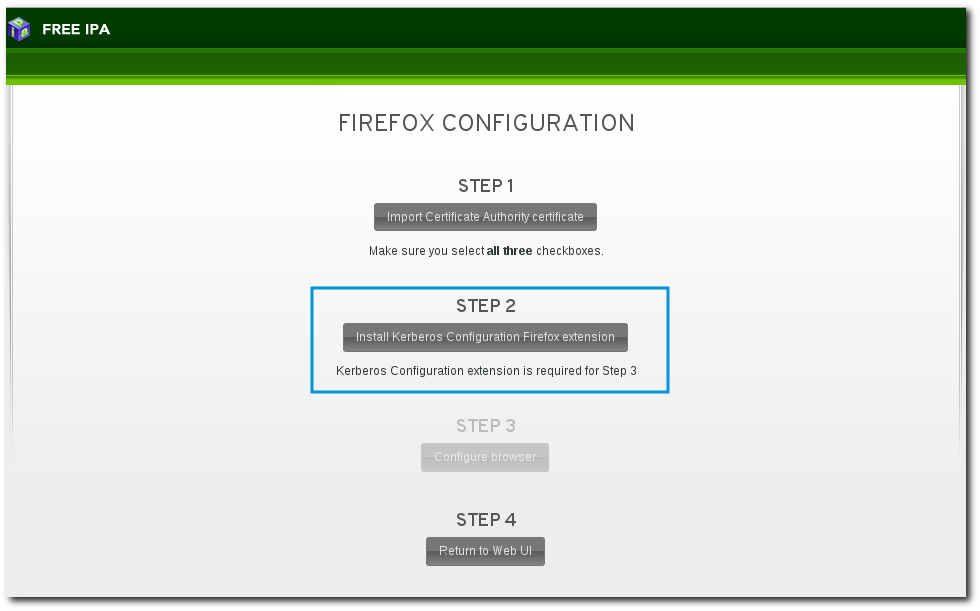 FREE IPA
FIREFOX CONFIGURATION
STEP 1
Import Certificate Authority certificate
Make sure you select all three checkboxes.
STEP 2
Install Kerberos Configuration Firefox extension
Kerberos Configuration extension is required for Step 3
STEP 3
Configure browser
STEP 4
Return to Web UI